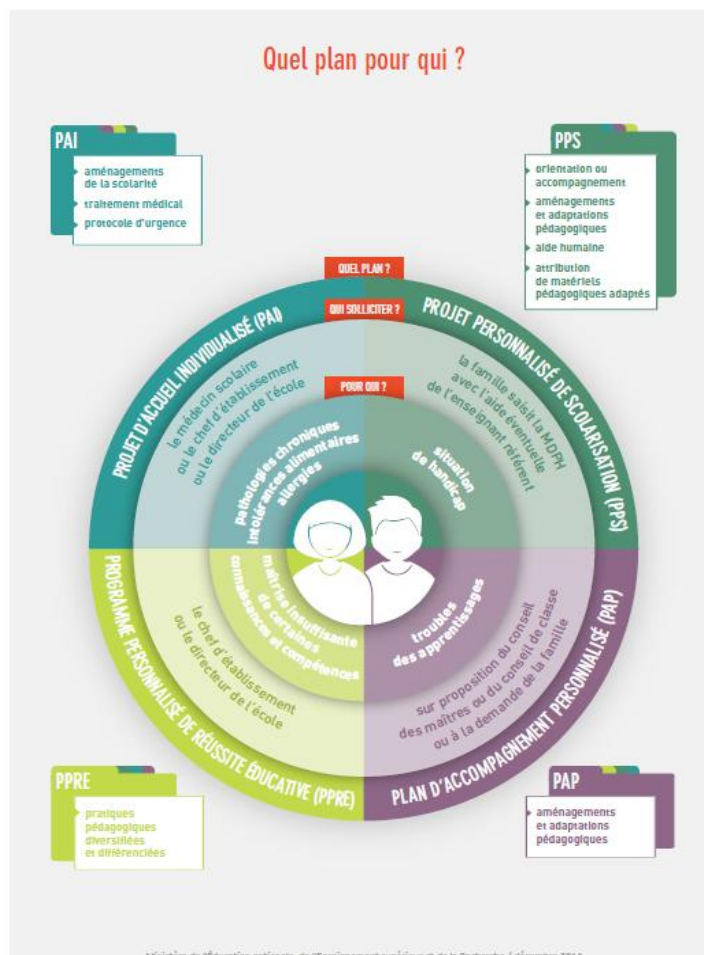 Quel plan pour qui ?
PAI
aménagements
de la scolarité
traitement médical
protocole d'urgence
PPS
orientation ou
accompagnement
aménagements
et adaptations
pédagogiques
aide humaine
attribution
de matériels
pédagogiques adaptés
QUEL PLAN ?
QUI SOLLICITER ?
POUR QUI ?
PROJET D'ACCUEIL INDIVIDUALISÉ (PAI)
le médecin scolaire
ou le chef d'établissement
ou le directeur de l'école
pathologies chroniques
intolérances alimentaires
allergies
PROJET PERSONNALISÉ DE SCOLARISATION (PPS)
la famille saisit la MDPH
avec l'aide éventuelle
de l'enseignant référent
situation
de handicap
PROGRAMME PERSONNALISÉ DE RÉUSSITE ÉDUCATIVE (PPRE)
le chef d'établissement
ou le directeur de l'école
maîtrise insuffisante
de certaines
connaissances et compétences
PLAN D'ACCOMPAGNEMENT PERSONNALISÉ (PAP)
sur proposition du conseil
des maîtres ou du conseil de classe
ou à la demande de la famille
troubles
des apprentissages
PPRE
pratiques
pédagogiques
diversifiées
et différenciées
PAP
aménagements
et adaptations
pédagogiques